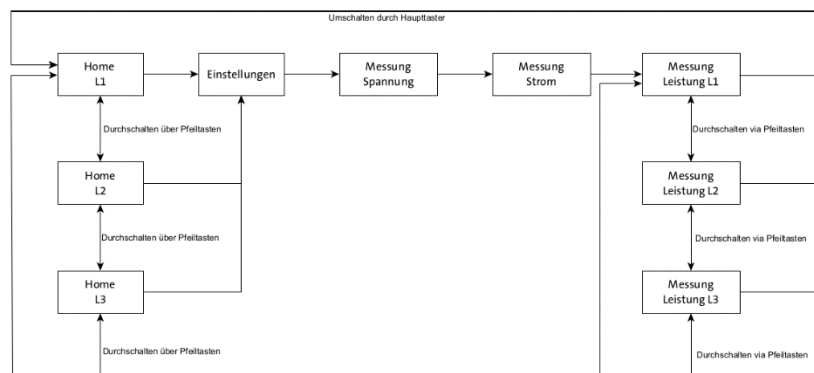 Umschalten durch Haupttaster
Home
L1
Einstellungen
Messung
Spannung
Messung
Strom
Messung
Leistung L1
Durchschalten über Pfeiltasten
Durchschalten via Pfeiltasten
Home
L2
Messung
Leistung L2
Durchschalten über Pfeiltasten
Durchschalten via Pfeiltasten
Home
L3
Messung
Leistung L3
Durchschalten über Pfeiltasten
Durchschalten via Pfeiltasten